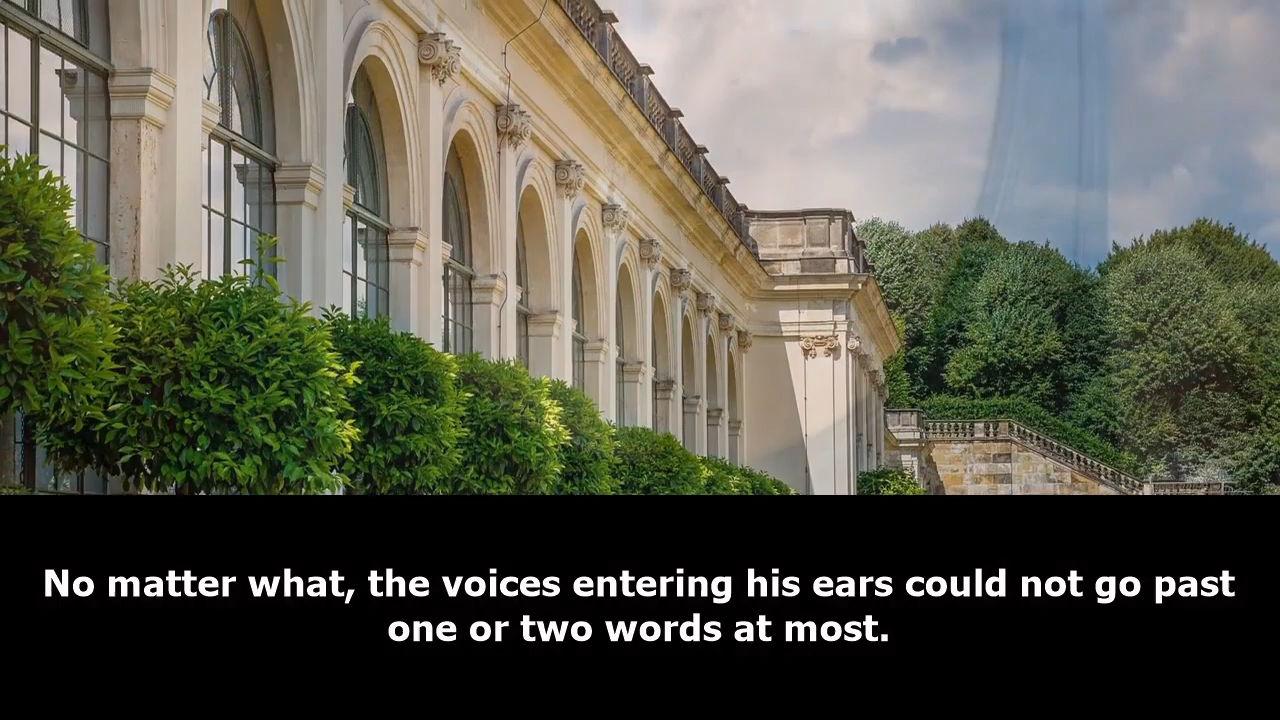 No matter what, the voices entering his ears could not go past
one or two words at most.